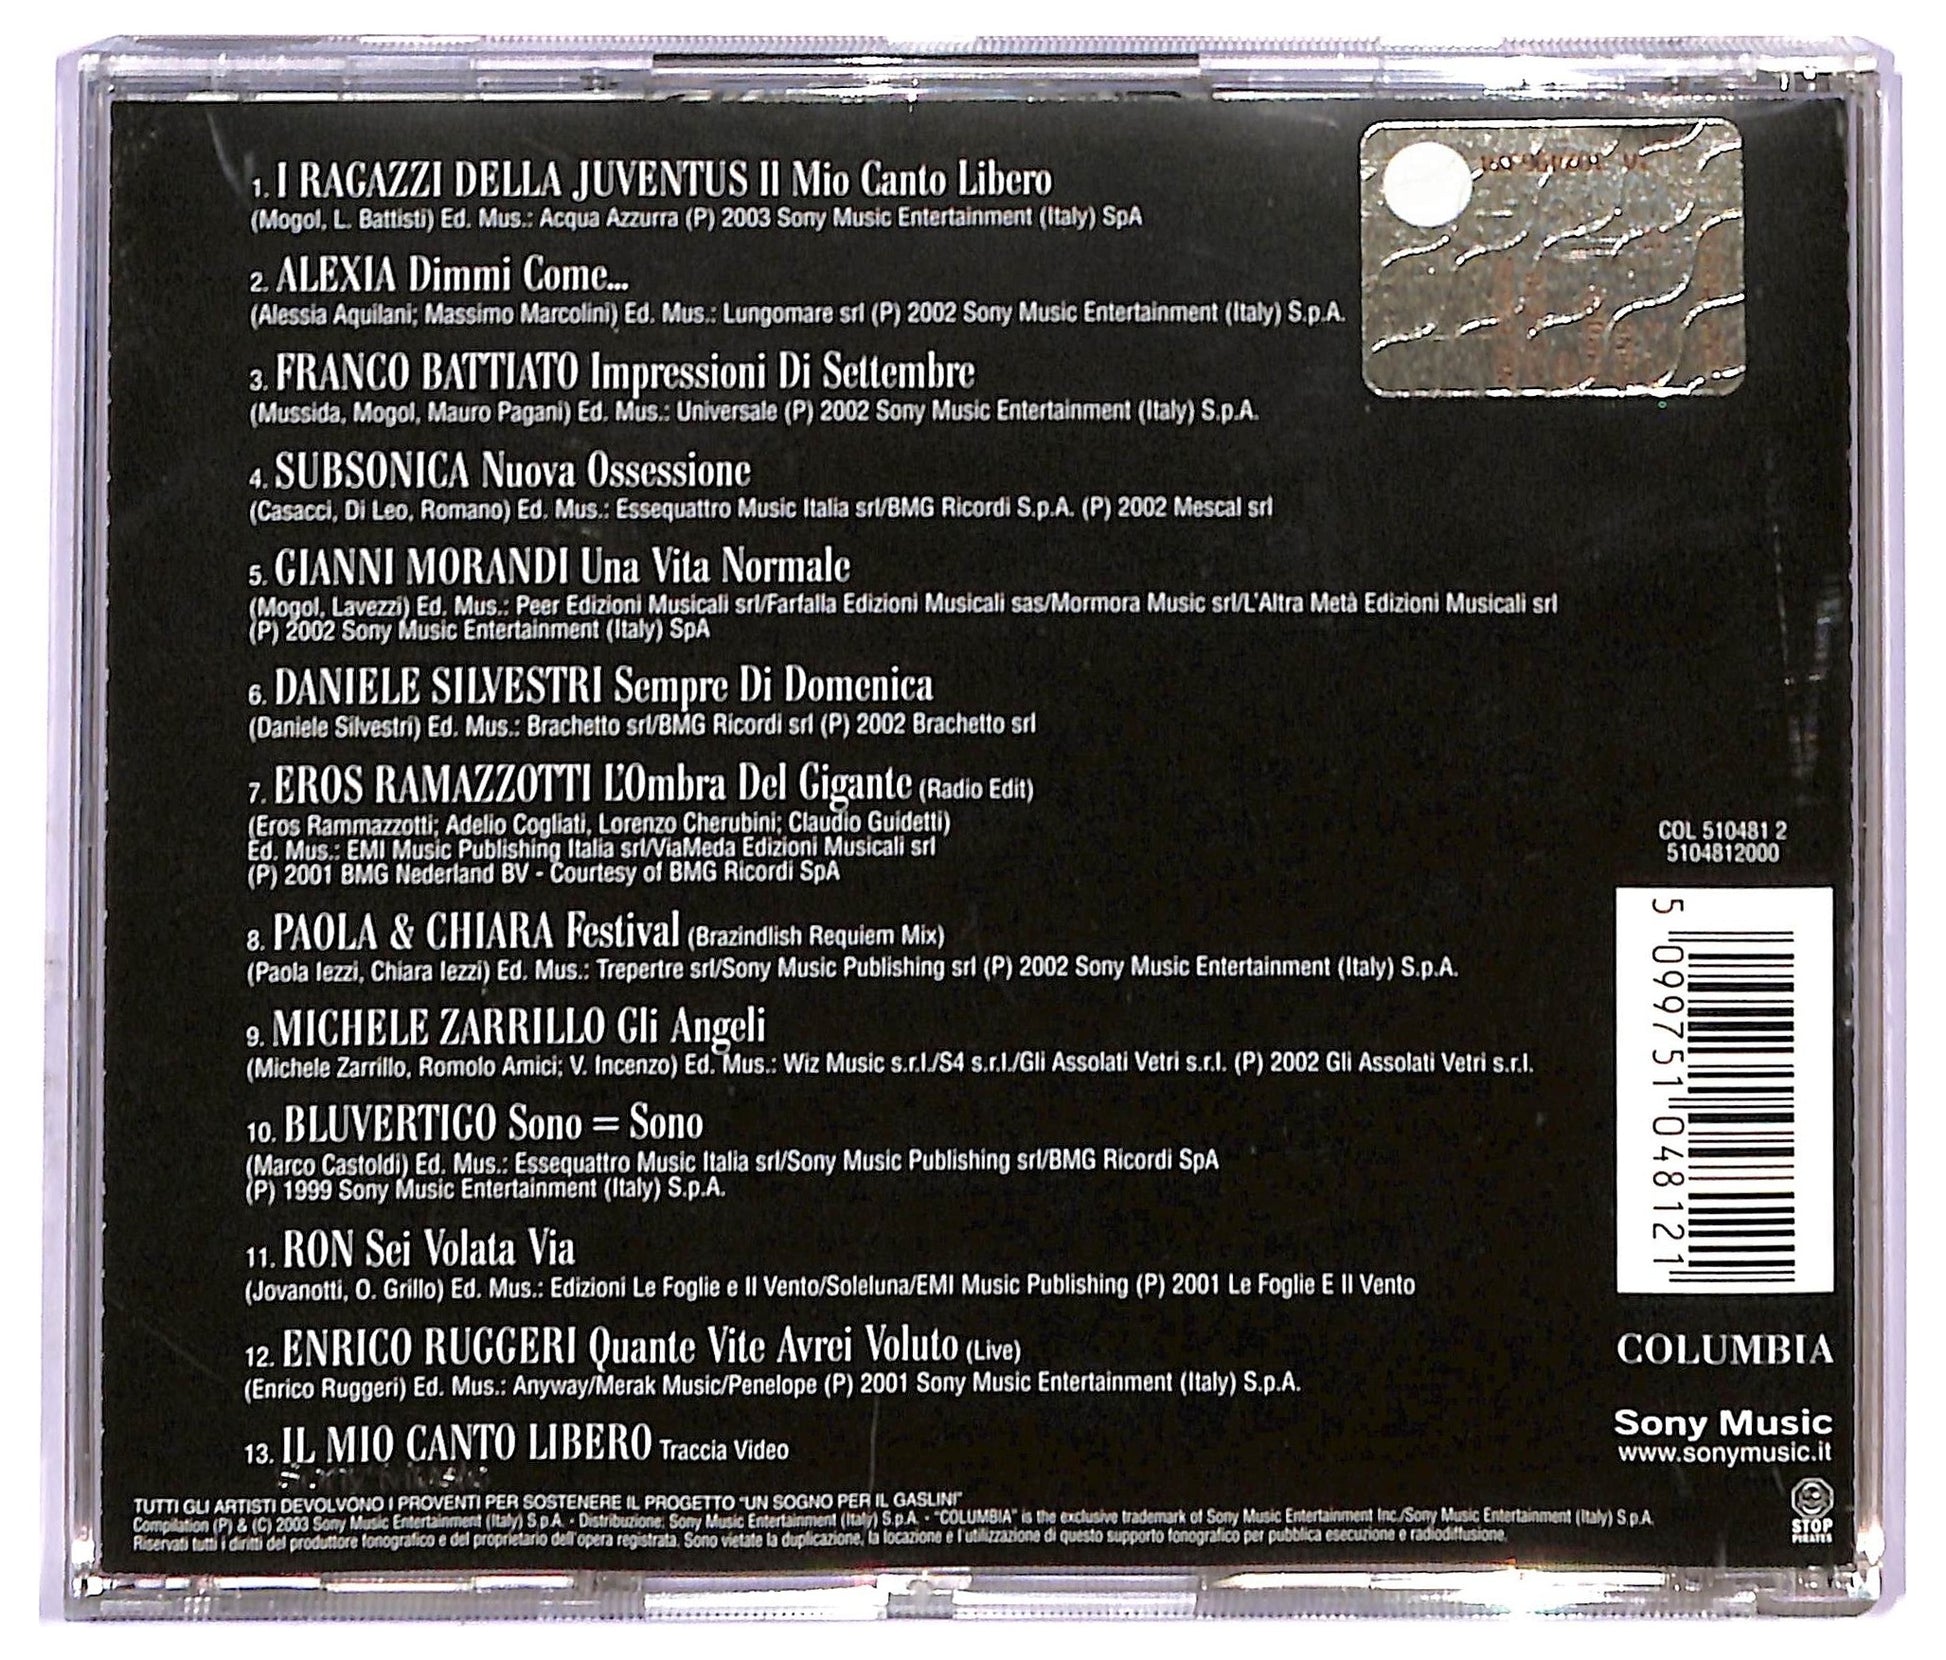 1. I RAGAZZI DELLA JUVENTUS Il Mio Canto Libero
(Mogol, L. Battisti) Ed. Mus.: Acqua Azzurra (P) 2003 Sony Music Entertainment (Italy) SpA
2. ALEXIA Dimmi Come...
(Alessia Aquilani; Massimo Marcolini) Ed. Mus.: Lungomare srl (P) 2002 Sony Music Entertainment (Italy) S.p.A.
3. FRANCO BATTIATO Impressioni Di Settembre
(Mussida, Mogol, Mauro Pagani) Ed. Mus.: Universale (P) 2002 Sony Music Entertainment (Italy) S.p.A.
4. SUBSONICA Nuova Ossessione
(Casacci, Di Leo, Romano) Ed. Mus.: Essequattro Music Italia srl/BMG Ricordi S.p.A. (P) 2002 Mescal srl
5. GIANNI MORANDI Una Vita Normale
(Mogol, Lavezzi) Ed. Mus.: Peer Edizioni Musicali srl/Farfalla Edizioni Musicali sas/Mormora Music srl/L'Altra Metà Edizioni Musicali srl
(P) 2002 Sony Music Entertainment (Italy) SpA
6. DANIELE SILVESTRI Sempre Di Domenica
(Daniele Silvestri) Ed. Mus.: Brachetto srl/BMG Ricordi srl (P) 2002 Brachetto srl
7. EROS RAMAZZOTTI L'Ombra Del Gigante (Radio Edit)
(Eros Rammazzotti; Adelio Cogliati, Lorenzo Cherubini; Claudio Guidetti)
Ed. Mus.: EMI Music Publishing Italia srl/ViaMeda Edizioni Musicali srl
(P) 2001 BMG Nederland BV - Courtesy of BMG Ricordi SpA
8. PAOLA & CHIARA Festival (Brazindlish Requiem Mix)
(Paola Iezzi, Chiara Iezzi) Ed. Mus.: Trepertre srl/Sony Music Publishing srl (P) 2002 Sony Music Entertainment (Italy) S.p.A.
9. MICHELE ZARRILLO Gli Angeli
(Michele Zarrillo, Romolo Amici; V. Incenzo) Ed. Mus.: Wiz Music s.r.l./S4 s.r.l./Gli Assolati Vetri s.r.l. (P) 2002 Gli Assolati Vetri s.r.l.
10. BLUVERTIGO Sono = Sono
(Marco Castoldi) Ed. Mus.: Essequattro Music Italia srl/Sony Music Publishing srl/BMG Ricordi SpA
(P) 1999 Sony Music Entertainment (Italy) S.p.A.
11. RON Sei Volata Via
(Jovanotti, O. Grillo) Ed. Mus.: Edizioni Le Foglie e Il Vento/Soleluna/EMI Music Publishing (P) 2001 Le Foglie E Il Vento
12. ENRICO RUGGERI Quante Vite Avrei Voluto (Live)
(Enrico Ruggeri) Ed. Mus.: Anyway/Merak Music/Penelope (P) 2001 Sony Music Entertainment (Italy) S.p.A.
13. IL MIO CANTO LIBERO Traccia Video
TUTTI GLI ARTISTI DEVOLVONO I PROVENTI PER SOSTENERE IL PROGETTO "UN SOGNO PER IL GASLINI"
Compilation (P) & (C) 2003 Sony Music Entertainment (Italy) S.p.A. - Distribuzione: Sony Music Entertainment (Italy) S.p.A. - "COLUMBIA" is the exclusive trademark of Sony Music Entertainment Inc./Sony Music Entertainment (Italy) S.p.A.
Riservati tutti i diritti del produttore fonografico e del proprietario dell'opera registrata. Sono vietate la duplicazione, la locazione e l'utilizzazione di questo supporto fonografico per pubblica esecuzione e radiodiffusione.
COL 510481 2
5104812000
5 099751 048121
COLUMBIA
Sony Music
www.sonymusic.it
STOP
PIRATES